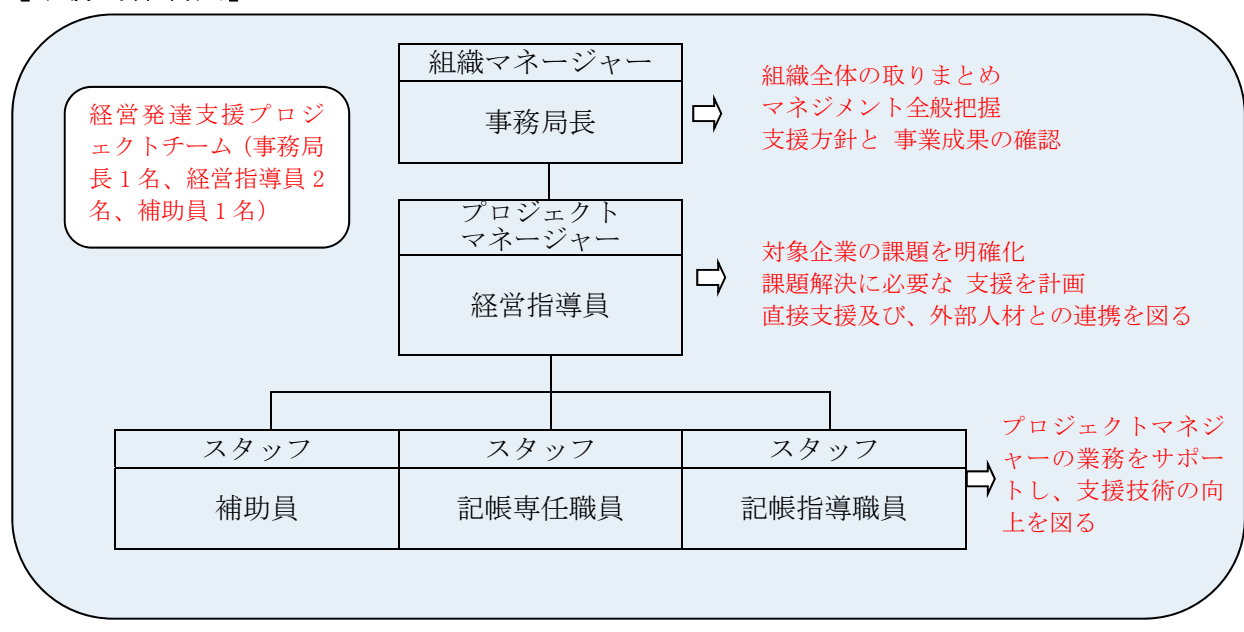 組織マネージャー
事務局長
組織全体の取りまとめ
マネジメント全般把握
支援方針と 事業成果の確認
経営発達支援プロジ
ェクトチーム（事務局
長１名、経営指導員２
名、補助員１名）
プロジェクト
マネージャー
経営指導員
対象企業の課題を明確化
課題解決に必要な 支援を計画
直接支援及び、外部人材との連携を図る
スタッフ
スタッフ
スタッフ
補助員
記帳専任職員
記帳指導職員
プロジェクトマネジ
ャーの業務をサポー
トし、支援技術の向
上を図る